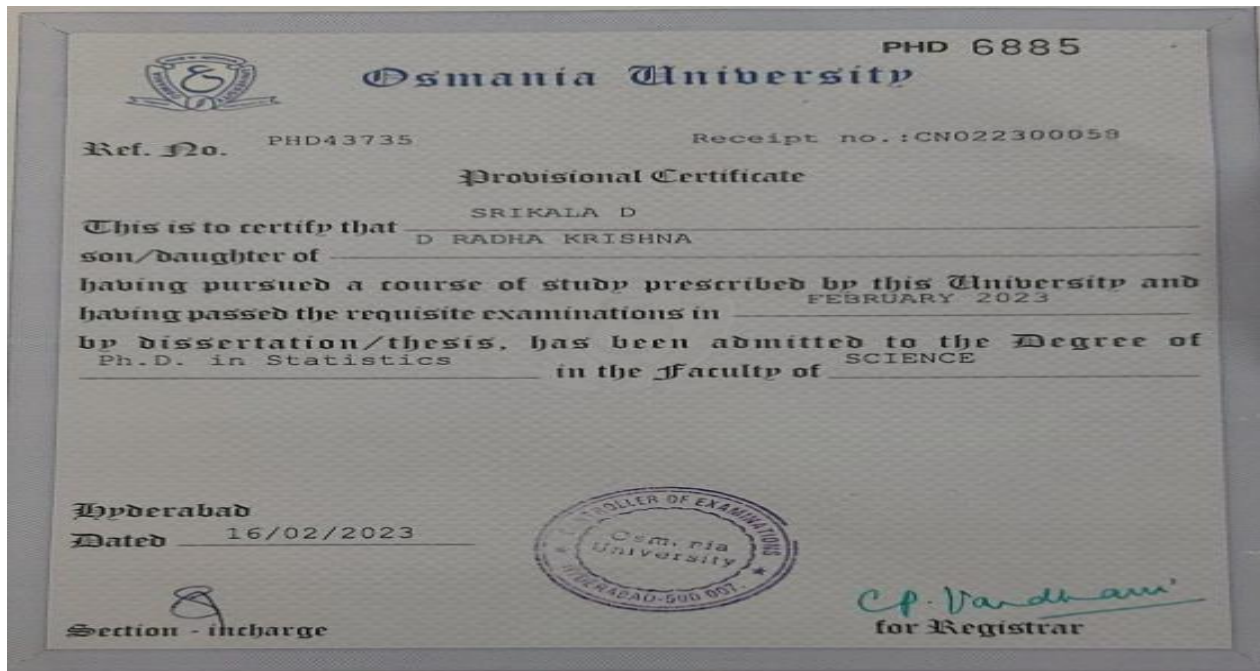 PHD 6885
Osmania University
Ref. No. PHD43735 Receipt no.:CN022300059
Provisional Certificate
This is to certify that SRIKALA D
son/daughter of D RADHA KRISHNA
having pursued a course of study prescribed by this University and
having passed the requisite examinations in FEBRUARY 2023
by dissertation/thesis, has been admitted to the Degree of
Ph.D. in Statistics in the Faculty of SCIENCE
Hyderabad
Dated 16/02/2023
CONTROLLER OF EXAMINATIONS
University
HYDERABAD-500 007.
Section - incharge
for Registrar